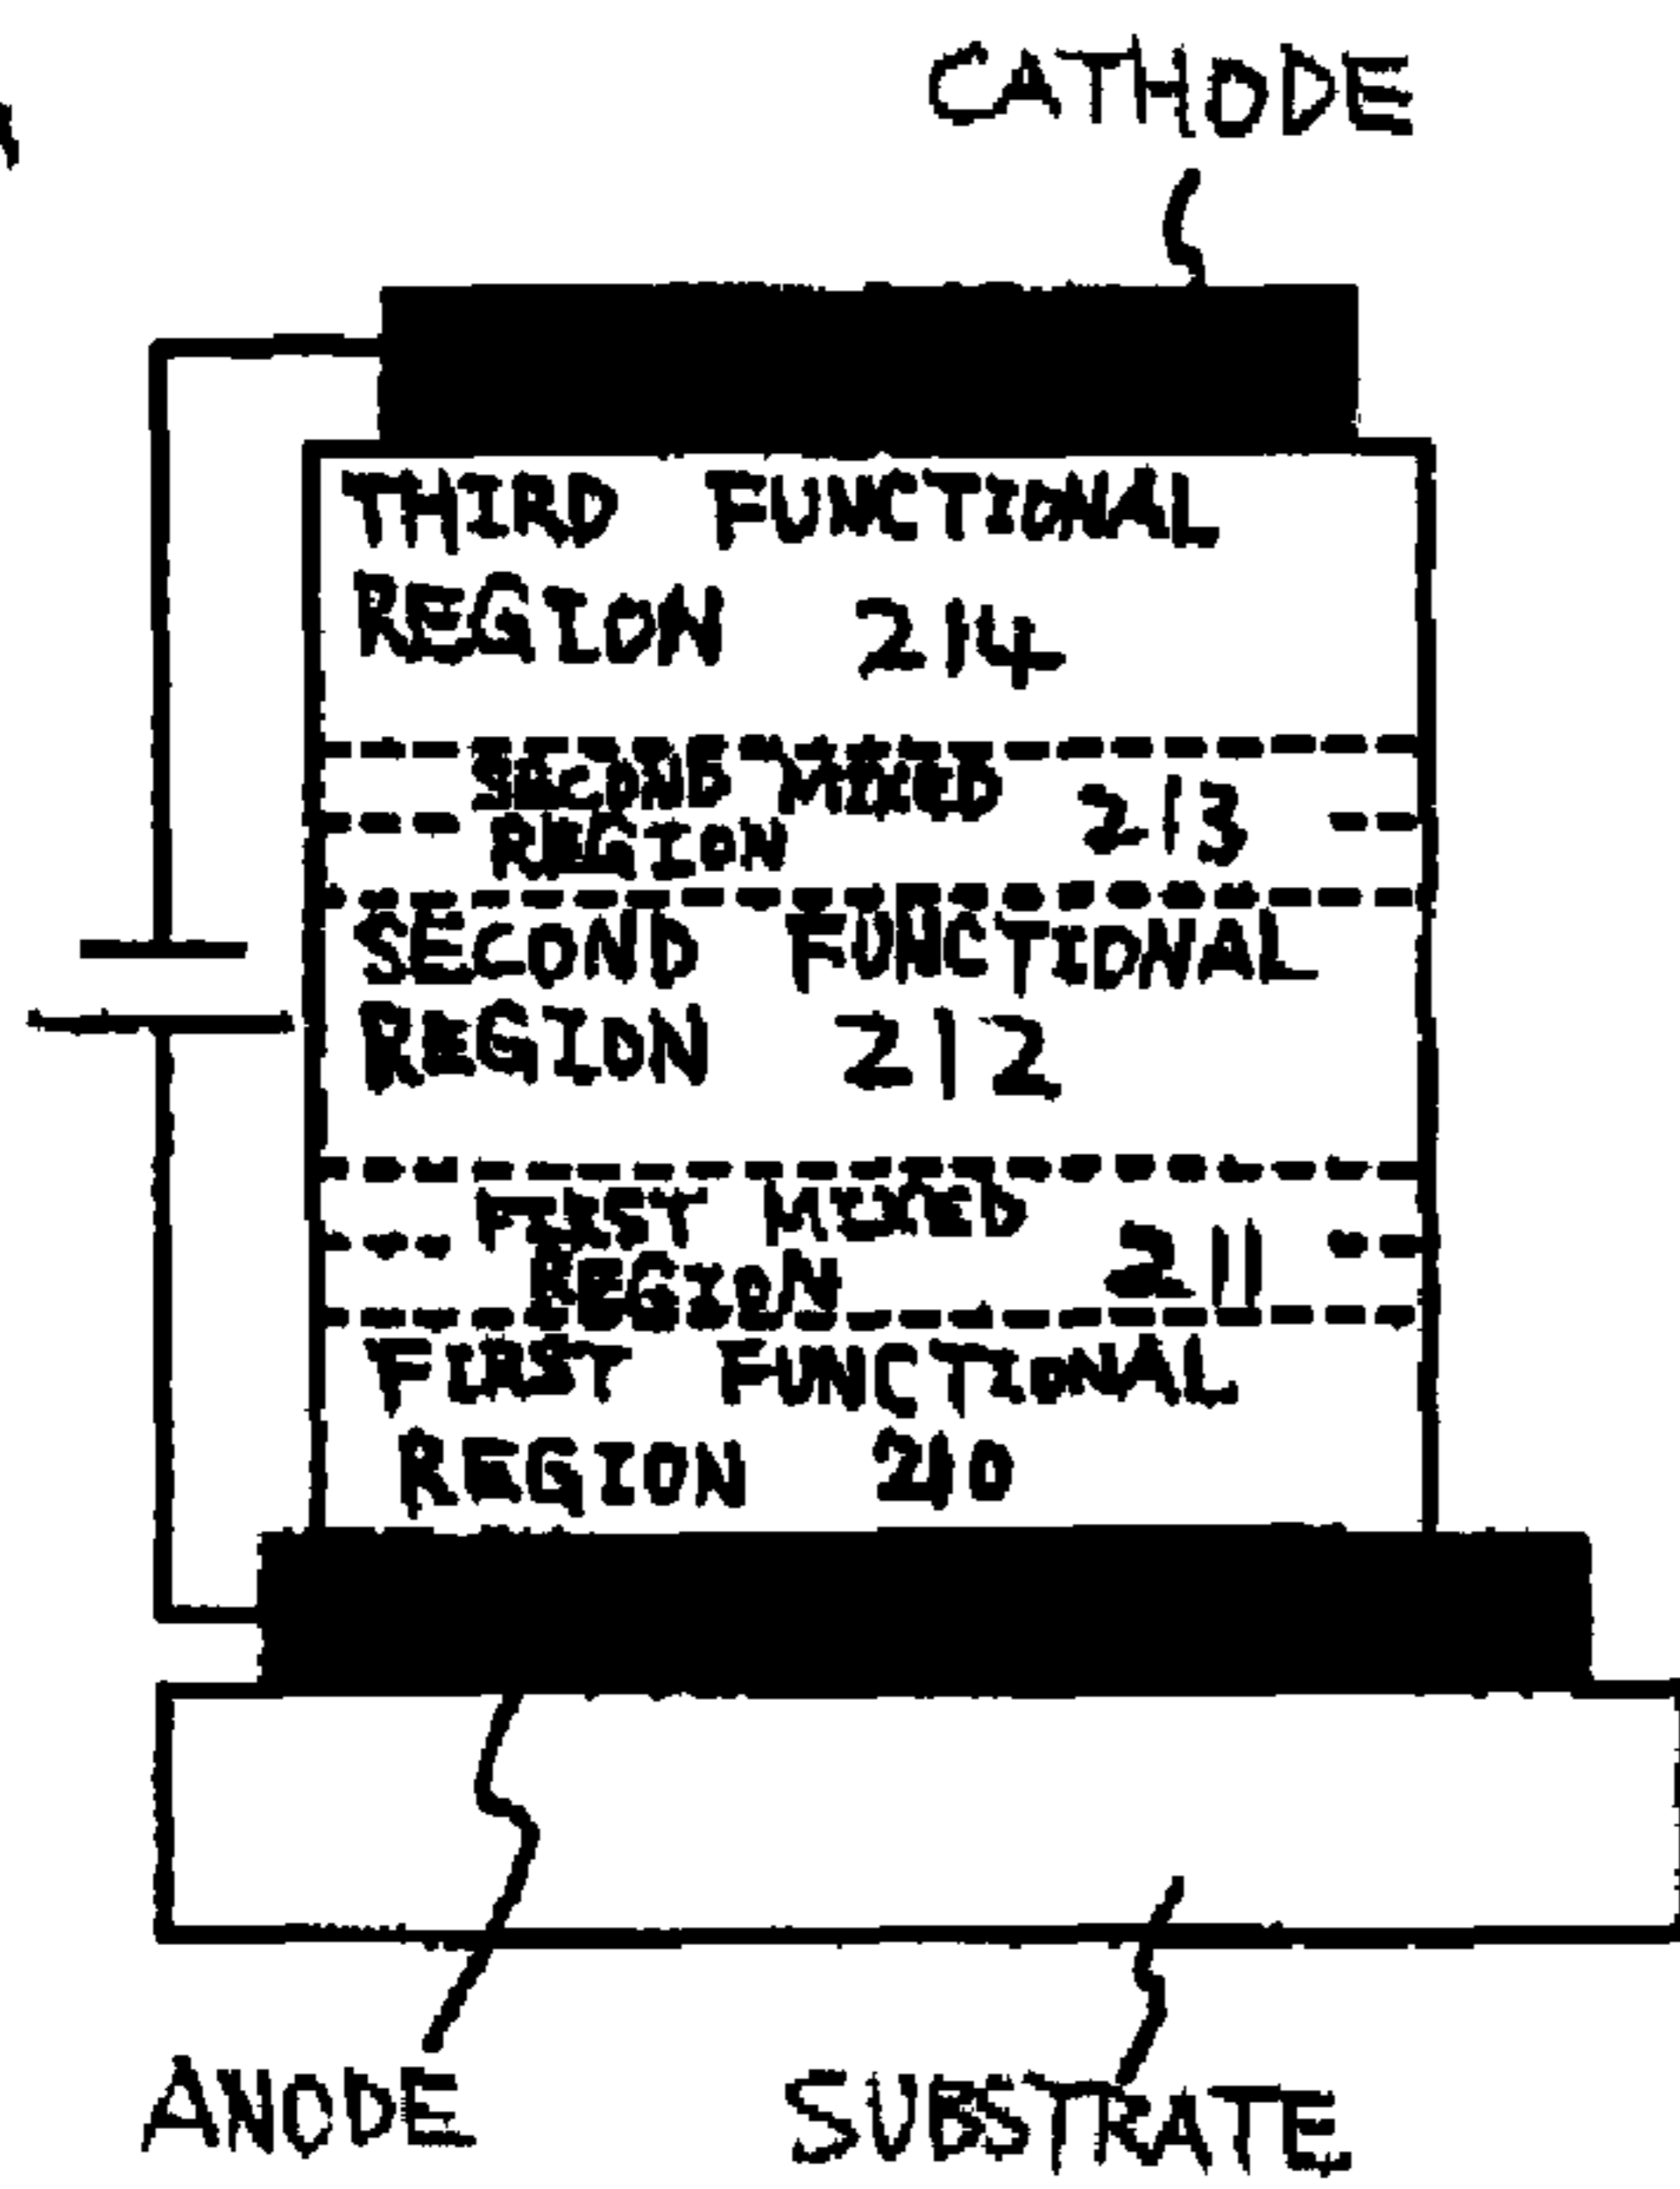 CATHODE
THIRD FUNCTIONAL
REGION 214
SECOND MIXED
REGION 213
SECOND FUNCTIONAL
REGION 212
FIRST MIXED
REGION 211
FIRST FUNCTIONAL
REGION 210
ANODE
SUBSTRATE